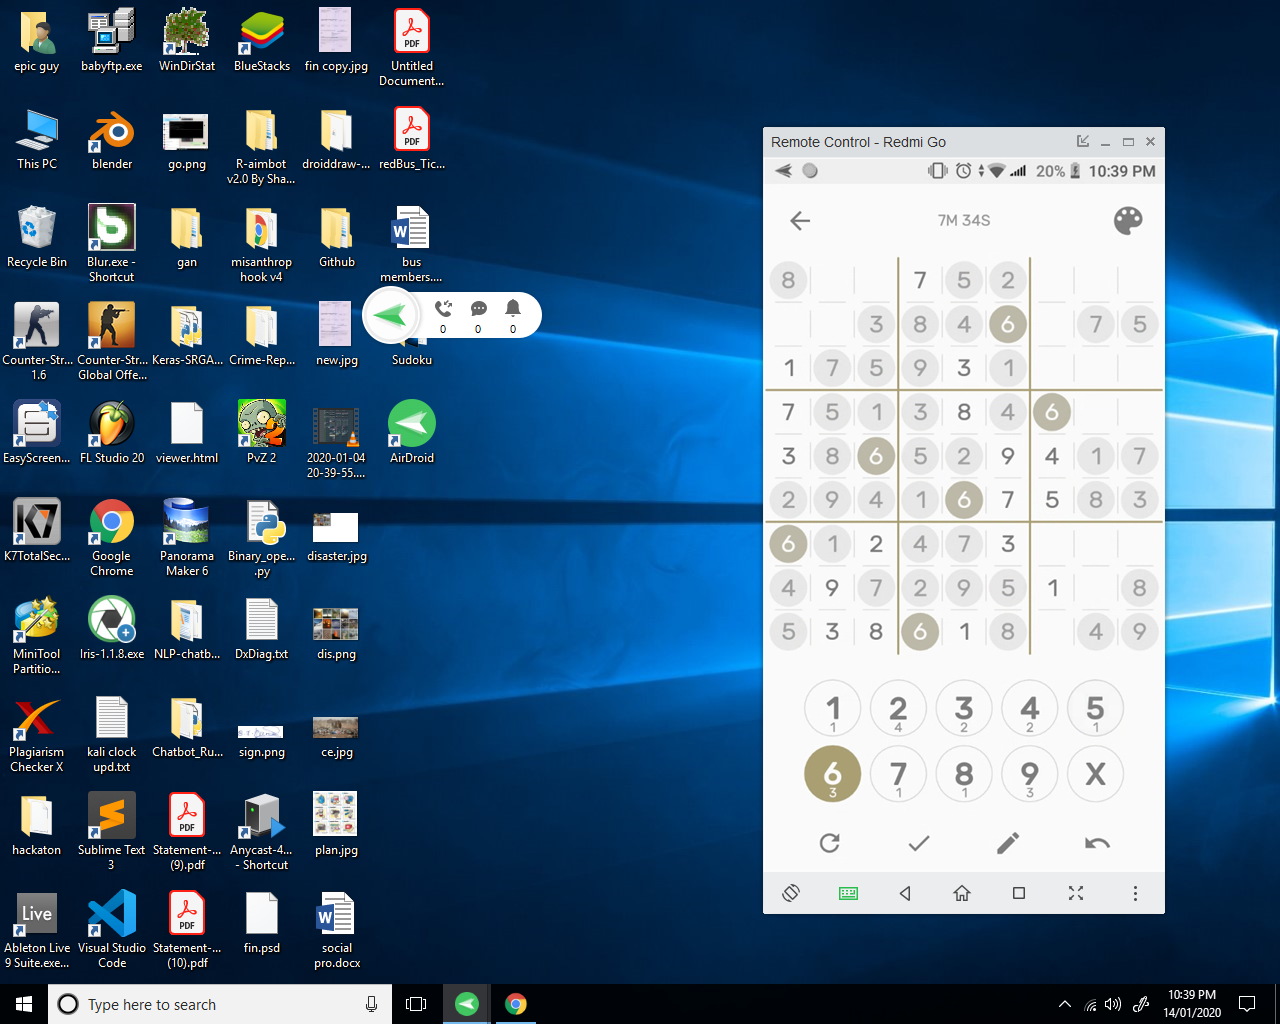 epic guy
babyftp.exe
WinDirStat
BlueStacks
fin copy.jpg
PDF
Untitled
Document...
This PC
blender
go.png
R-aimbot
v2.0 By Sha...
droiddraw-...
PDF
redBus_Tic...
Recycle Bin
Blur.exe -
Shortcut
gan
misanthrop
hook v4
Github
bus
members....
0
0
0
Counter-Str...
1.6
Counter-Str...
Global Offe...
Keras-SRGA...
Crime-Rep...
new.jpg
Sudoku
EasyScreen...
FL Studio 20
viewer.html
PvZ 2
2020-01-04
20-39-55....
AirDroid
K7
K7TotalSec...
Google
Chrome
Panorama
Maker 6
Binary_ope...
.py
disaster.jpg
MiniTool
Partitio...
Iris-1.1.8.exe
NLP-chatb...
DxDiag.txt
dis.png
Plagiarism
Checker X
kali clock
upd.txt
Chatbot_Ru...
sign.png
ce.jpg
hackaton
Sublime Text
3
PDF
Statement-...
(9).pdf
Anycast-4...
- Shortcut
plan.jpg
Live
Ableton Live
9 Suite.exe...
Visual Studio
Code
PDF
Statement-...
(10).pdf
fin.psd
social
pro.docx
Remote Control - Redmi Go
20% 10:39 PM
7M 34S
8 7 5 2
3 8 4 6 7 5
1 7 5 9 3 1
7 5 1 3 8 4 6
3 8 6 5 2 9 4 1 7
2 9 4 1 6 7 5 8 3
6 1 2 4 7 3
4 9 7 2 9 5 1 8
5 3 8 6 1 8 4 9
1 2 3 4 5
1 4 2 2 1
6 7 8 9 X
3 1 1 3
Type here to search
10:39 PM
14/01/2020